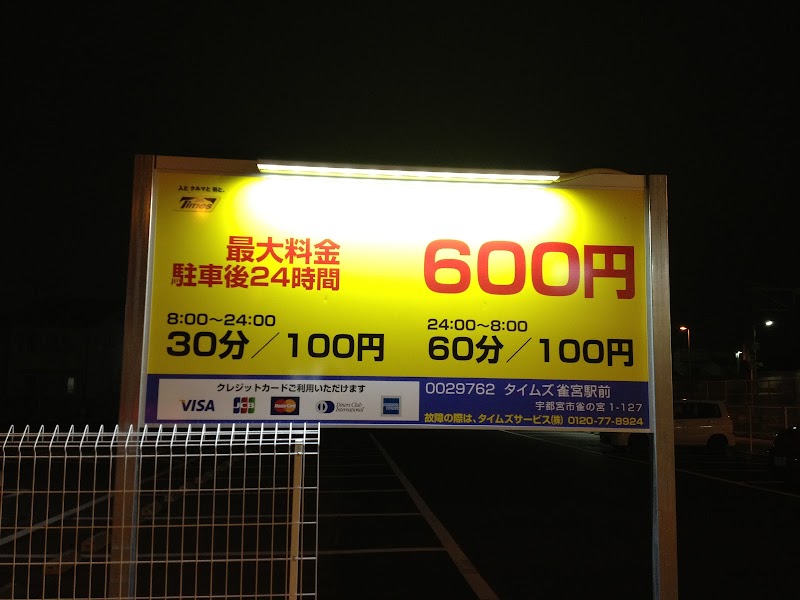 人と クルマと 街と。
Times
最大料金
駐車後24時間
600円
8:00〜24:00
30分／100円
24:00〜8:00
60分／100円
クレジットカードご利用いただけます
VISA
JCB
MasterCard
Diners Club International
AMERICAN EXPRESS
0029762 タイムズ 雀宮駅前
宇都宮市雀の宮 1-127
故障の際は、タイムズサービス㈱ 0120-77-8924